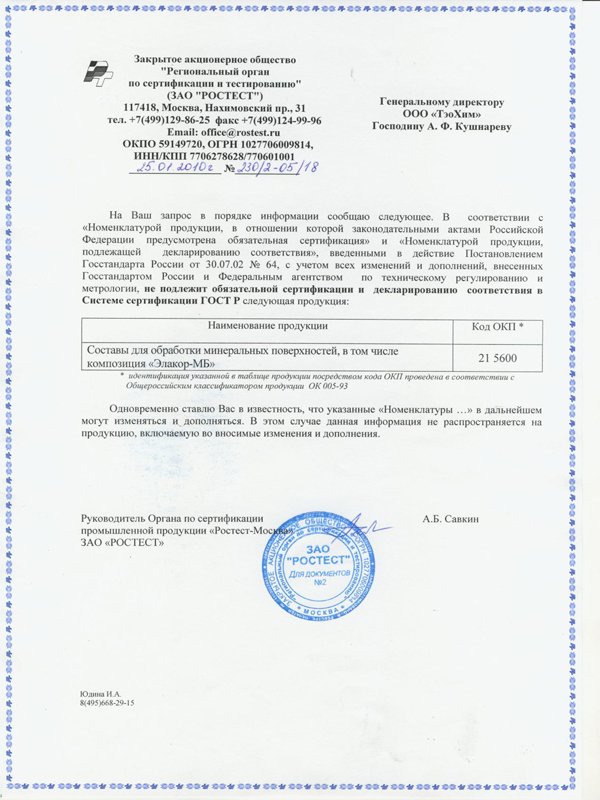 Закрытое акционерное общество
"Региональный орган
по сертификации и тестированию"
(ЗАО "РОСТЕСТ")
117418, Москва, Нахимовский пр., 31
тел. +7(499)129-86-25 факс +7(499)124-99-96
Email: office@rostest.ru
ОКПО 59149720, ОГРН 1027706009814,
ИНН/КПП 7706278628/770601001
25.01.2010г № 230/2-05/18
Генеральному директору
ООО «ТэоХим»
Господину А. Ф. Кушнареву
На Ваш запрос в порядке информации сообщаю следующее. В соответствии с
«Номенклатурой продукции, в отношении которой законодательными актами Российской
Федерации предусмотрена обязательная сертификация» и «Номенклатурой продукции,
подлежащей декларированию соответствия», введенными в действие Постановлением
Госстандарта России от 30.07.02 № 64, с учетом всех изменений и дополнений, внесенных
Госстандартом России и Федеральным агентством по техническому регулированию и
метрологии, не подлежит обязательной сертификации и декларированию соответствия в
Системе сертификации ГОСТ Р следующая продукция:
Наименование продукции Код ОКП *
Составы для обработки минеральных поверхностей, в том числе
композиция «Элакор-МБ» 21 5600
* идентификация указанной в таблице продукции посредством кода ОКП проведена в соответствии с
Общероссийским классификатором продукции ОК 005-93
Одновременно ставлю Вас в известность, что указанные «Номенклатуры ...» в дальнейшем
могут изменяться и дополняться. В этом случае данная информация не распространяется на
продукцию, включаемую во вносимые изменения и дополнения.
Руководитель Органа по сертификации А.Б. Савкин
промышленной продукции «Ростест-Москва»
ЗАО «РОСТЕСТ»
ЗАКРЫТОЕ АКЦИОНЕРНОЕ ОБЩЕСТВО
ЗАО
"РОСТЕСТ"
Для документов
№2
* МОСКВА *
Юдина И.А.
8(495)668-29-15